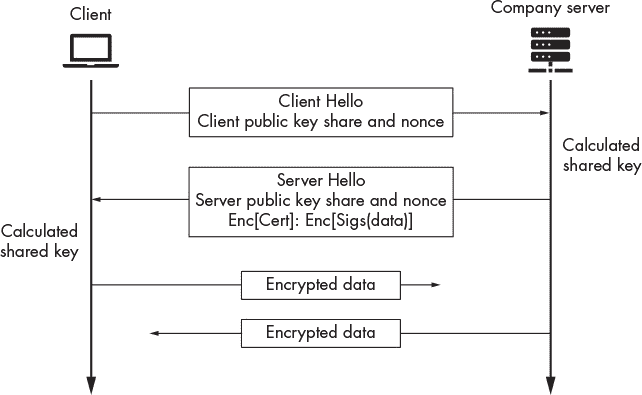 Client
Company server
Client Hello
Client public key share and nonce
Calculated
shared key
Server Hello
Server public key share and nonce
Enc[Cert]: Enc[Sigs(data)]
Calculated
shared key
Encrypted data
Encrypted data